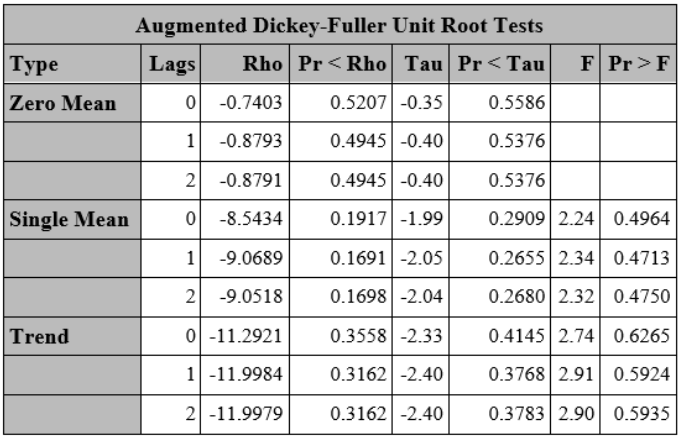 Augmented Dickey-Fuller Unit Root Tests
Type Lags Rho Pr < Rho Tau Pr < Tau F Pr > F
Zero Mean 0 -0.7403 0.5207 -0.35 0.5586
1 -0.8793 0.4945 -0.40 0.5376
2 -0.8791 0.4945 -0.40 0.5376
Single Mean 0 -8.5434 0.1917 -1.99 0.2909 2.24 0.4964
1 -9.0689 0.1691 -2.05 0.2655 2.34 0.4713
2 -9.0518 0.1698 -2.04 0.2680 2.32 0.4750
Trend 0 -11.2921 0.3558 -2.33 0.4145 2.74 0.6265
1 -11.9984 0.3162 -2.40 0.3768 2.91 0.5924
2 -11.9979 0.3162 -2.40 0.3783 2.90 0.5935